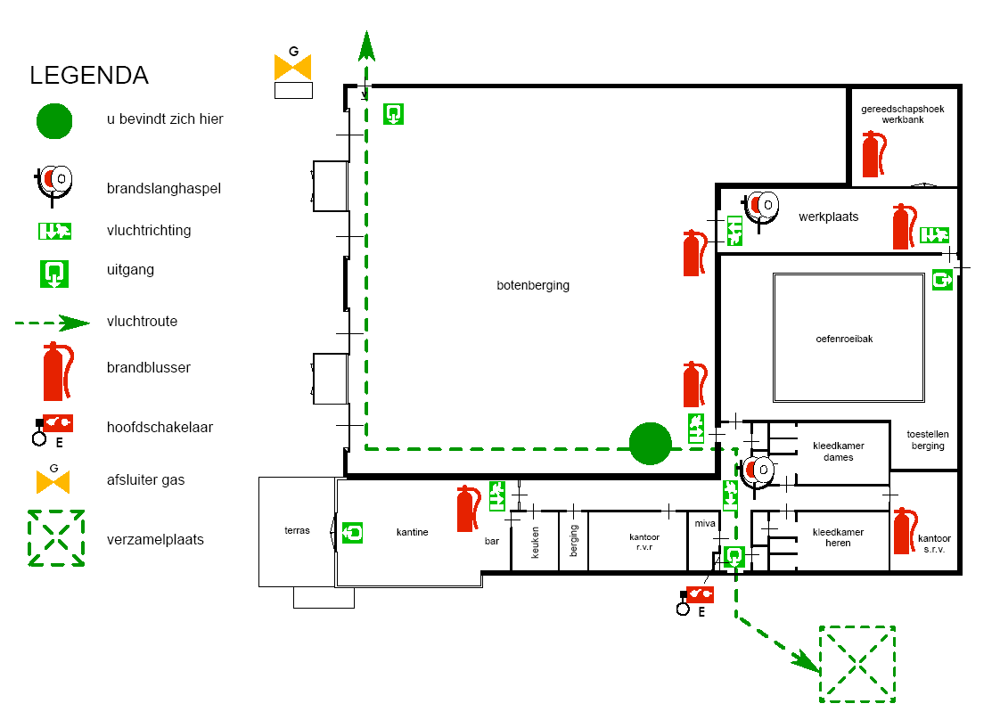 LEGENDA
u bevindt zich hier
brandslanghaspel
vluchtrichting
uitgang
vluchtroute
brandblusser
hoofdschakelaar
E
afsluiter gas
G
verzamelplaats
G
gereedschapshoek
werkbank
werkplaats
botenberging
oefenroeibak
toestellen
berging
kleedkamer
dames
terras
kantine
bar
keuken
berging
kantoor
r.v.r
miva
kleedkamer
heren
kantoor
s.r.v.
E